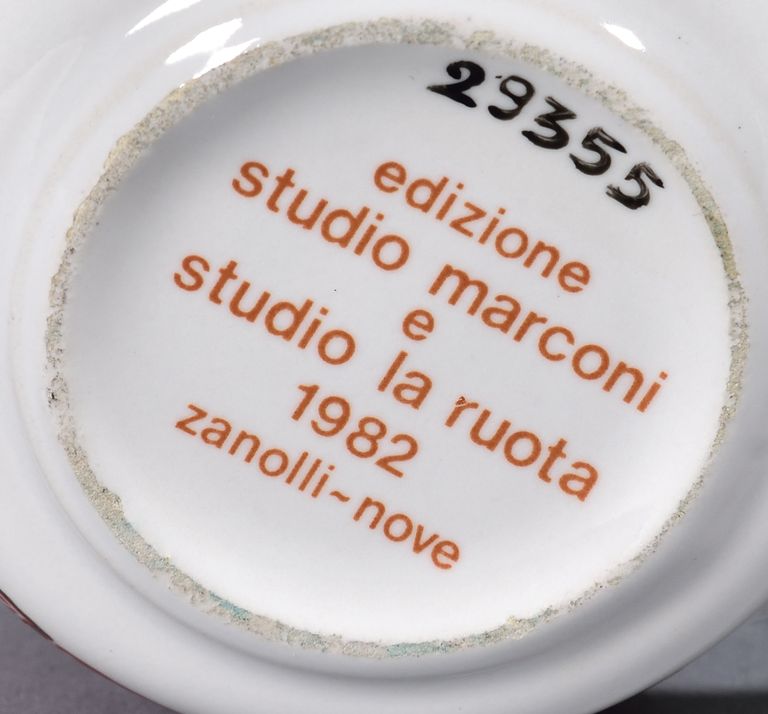 29355
edizione
studio marconi
e
studio la ruota
1982
zanolli~nove